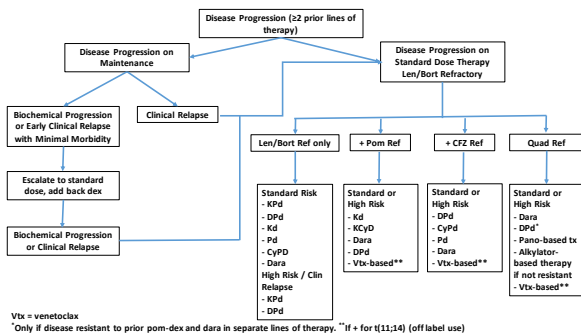 Disease Progression (≥2 prior lines of
therapy)
Disease Progression on
Maintenance
Disease Progression on
Standard Dose Therapy
Len/Bort Refractory
Biochemical Progression
or Early Clinical Relapse
with Minimal Morbidity
Clinical Relapse
Escalate to standard
dose, add back dex
Biochemical Progression
or Clinical Relapse
Len/Bort Ref only
+ Pom Ref
+ CFZ Ref
Quad Ref
Standard Risk
- KPd
- DPd
- Kd
- Pd
- CyPD
- Dara
High Risk / Clin
Relapse
- KPd
- DPd
Standard or
High Risk
- Kd
- KCyD
- Dara
- DPd
- Vtx-based**
Standard or
High Risk
- DPd
- CyPd
- Pd
- Dara
- Vtx-based**
Standard or
High Risk
- Dara
- DPd*
- Pano-based tx
- Alkylator-
based therapy
if not resistant
- Vtx-based**
Vtx = venetoclax
*Only if disease resistant to prior pom-dex and dara in separate lines of therapy. **If + for t(11;14) (off label use)